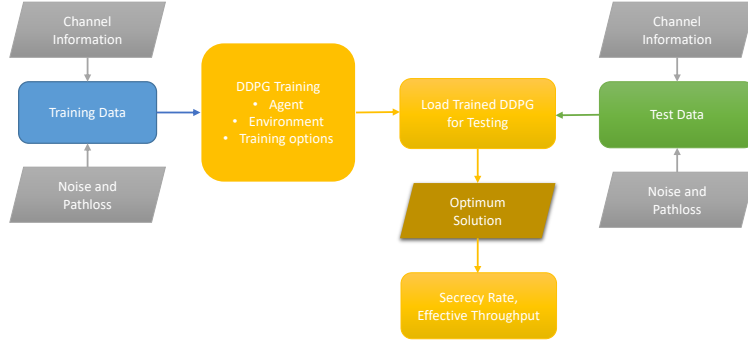 Channel
Information
Training Data
Noise and
Pathloss
DDPG Training
• Agent
• Environment
• Training options
Load Trained DDPG
for Testing
Optimum
Solution
Secrecy Rate,
Effective Throughput
Channel
Information
Test Data
Noise and
Pathloss